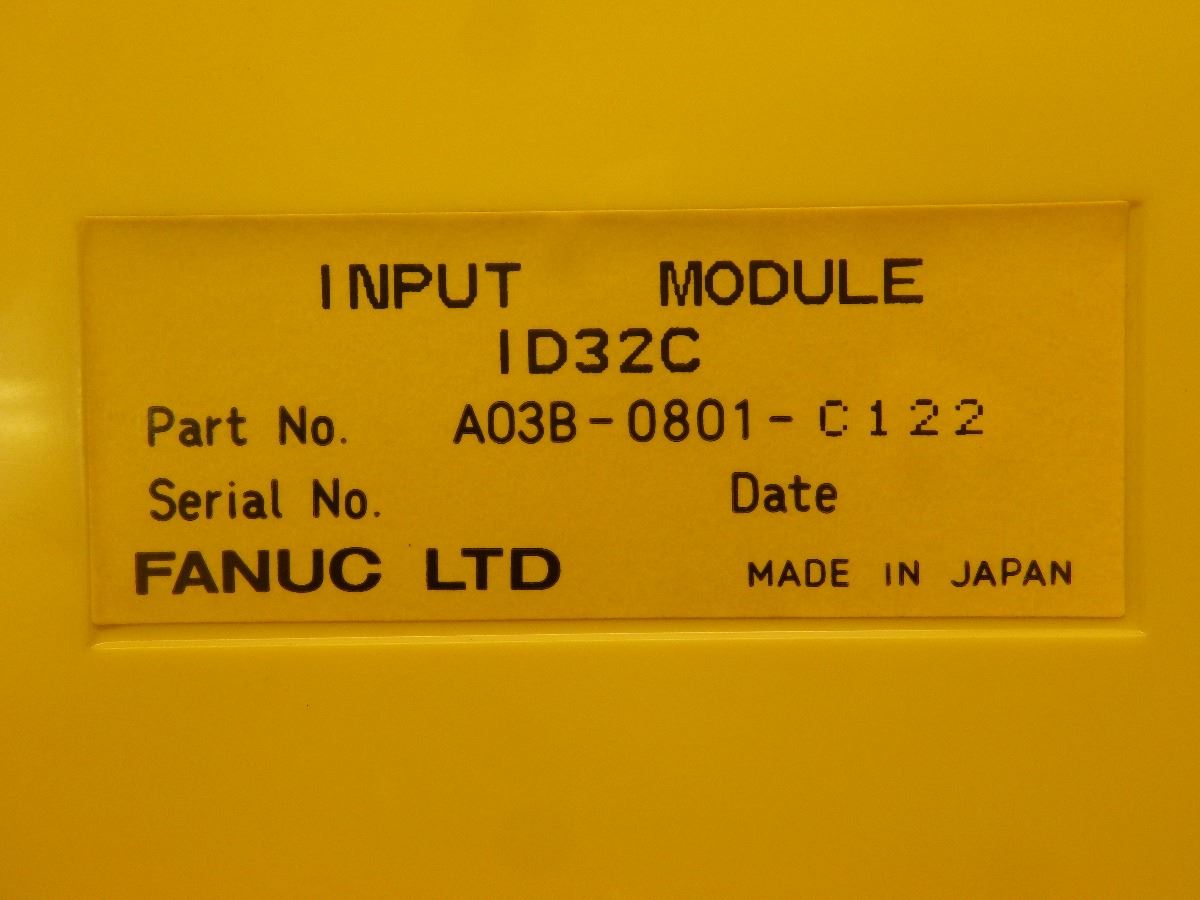 INPUT MODULE
ID32C
Part No. A03B-0801-C122
Serial No. Date
FANUC LTD MADE IN JAPAN